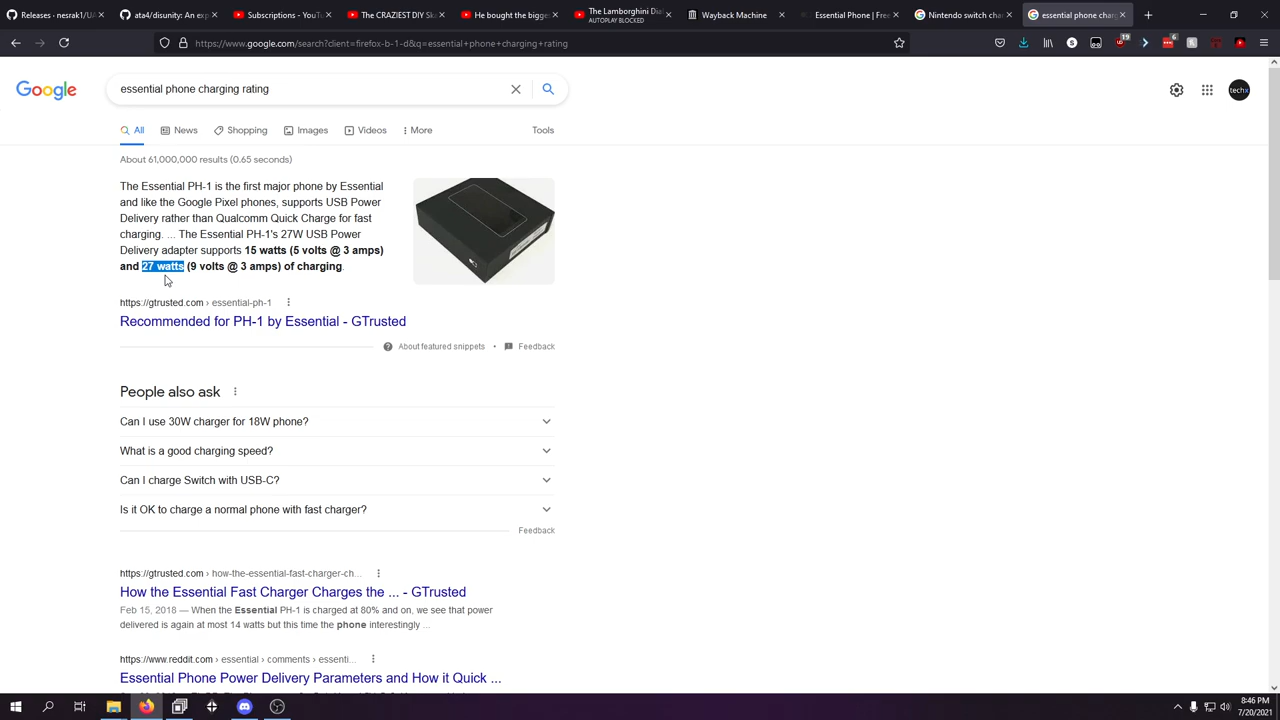 Releases · nesrak1/UA
ata4/disunity: An exp
Subscriptions - YouTu
The CRAZIEST DIY Sk
He bought the bigges
The Lamborghini Dia
AUTOPLAY BLOCKED
Wayback Machine
Essential Phone | Free
Nintendo switch char
essential phone charg
https://www.google.com/search?client=firefox-b-1-d&q=essential+phone+charging+rating
19
6
Google
essential phone charging rating
techx
All
News
Shopping
Images
Videos
More
Tools
About 61,000,000 results (0.65 seconds)
The Essential PH-1 is the first major phone by Essential
and like the Google Pixel phones, supports USB Power
Delivery rather than Qualcomm Quick Charge for fast
charging. ... The Essential PH-1's 27W USB Power
Delivery adapter supports 15 watts (5 volts @ 3 amps)
and 27 watts (9 volts @ 3 amps) of charging.
https://gtrusted.com › essential-ph-1
Recommended for PH-1 by Essential - GTrusted
About featured snippets • Feedback
People also ask
Can I use 30W charger for 18W phone?
What is a good charging speed?
Can I charge Switch with USB-C?
Is it OK to charge a normal phone with fast charger?
Feedback
https://gtrusted.com › how-the-essential-fast-charger-ch...
How the Essential Fast Charger Charges the ... - GTrusted
Feb 15, 2018 — When the Essential PH-1 is charged at 80% and on, we see that power
delivered is again at most 14 watts but this time the phone interestingly ...
https://www.reddit.com › essential › comments › essenti...
Essential Phone Power Delivery Parameters and How it Quick ...
8:46 PM
7/20/2021